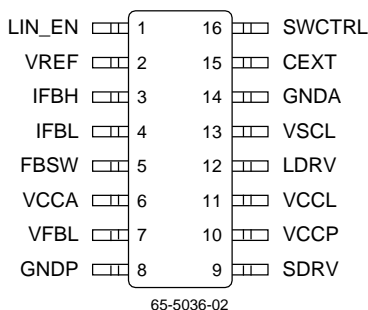 LIN_EN 1 16 SWCTRL
VREF 2 15 CEXT
IFBH 3 14 GNDA
IFBL 4 13 VSCL
FBSW 5 12 LDRV
VCCA 6 11 VCCL
VFBL 7 10 VCCP
GNDP 8 9 SDRV
65-5036-02